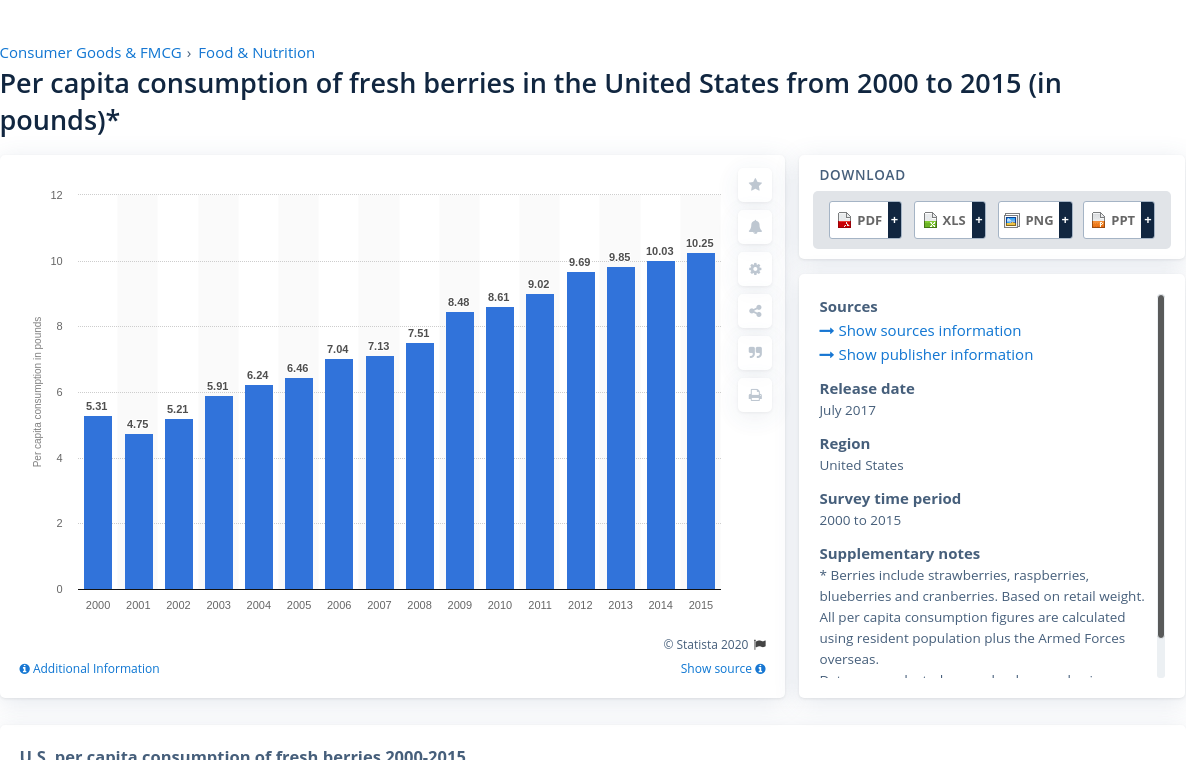 Consumer Goods & FMCG › Food & Nutrition
Per capita consumption of fresh berries in the United States from 2000 to 2015 (in
pounds)*
Per capita consumption in pounds
12
10
8
6
4
2
0
5.31
4.75
5.21
5.91
6.24
6.46
7.04
7.13
7.51
8.48
8.61
9.02
9.69
9.85
10.03
10.25
2000 2001 2002 2003 2004 2005 2006 2007 2008 2009 2010 2011 2012 2013 2014 2015
© Statista 2020
Additional Information
Show source
DOWNLOAD
PDF + XLS + PNG + PPT +
Sources
Show sources information
Show publisher information
Release date
July 2017
Region
United States
Survey time period
2000 to 2015
Supplementary notes
* Berries include strawberries, raspberries,
blueberries and cranberries. Based on retail weight.
All per capita consumption figures are calculated
using resident population plus the Armed Forces
overseas.
U.S. per capita consumption of fresh berries 2000-2015